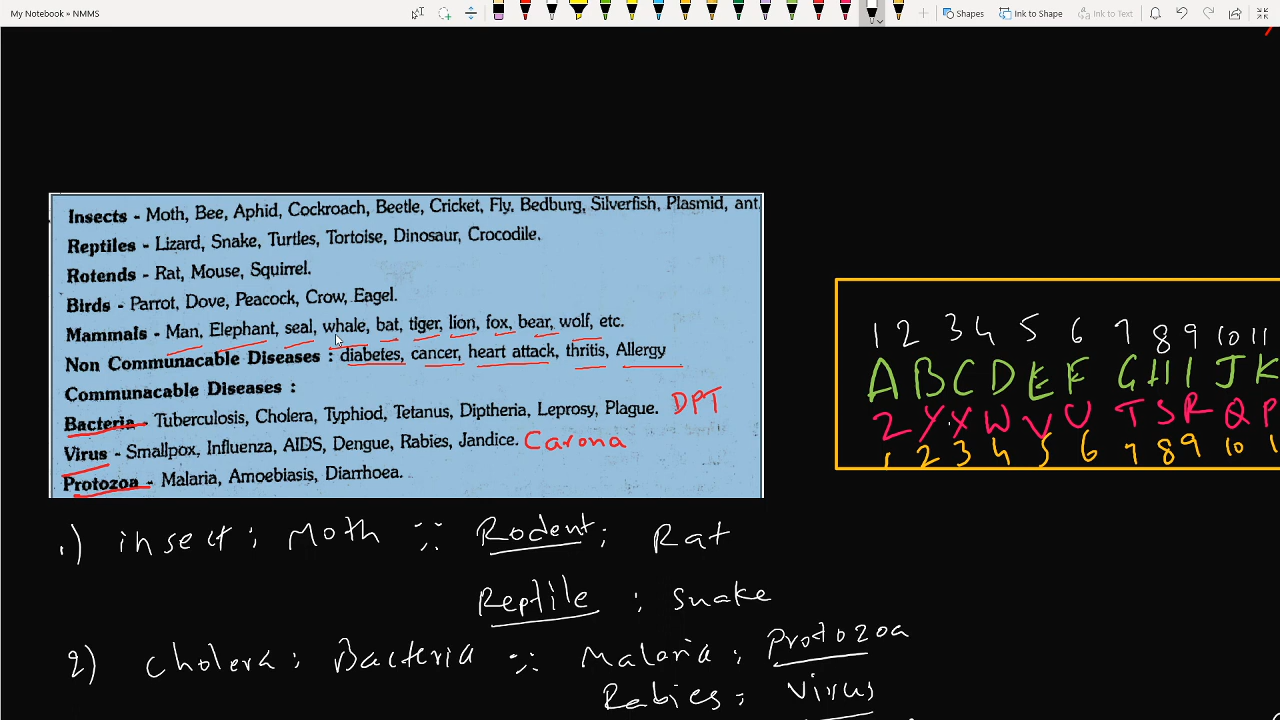 My Notebook » NMMS
Shapes
Ink to Shape
Ink to Text
Insects - Moth, Bee, Aphid, Cockroach, Beetle, Cricket, Fly, Bedburg, Silverfish, Plasmid, ant.
Reptiles - Lizard, Snake, Turtles, Tortoise, Dinosaur, Crocodile.
Rotends - Rat, Mouse, Squirrel.
Birds - Parrot, Dove, Peacock, Crow, Eagel.
Mammals - Man, Elephant, seal, whale, bat, tiger, lion, fox, bear, wolf, etc.
Non Communacable Diseases : diabetes, cancer, heart attack, thritis, Allergy
Communacable Diseases :
Bacteria - Tuberculosis, Cholera, Typhiod, Tetanus, Diptheria, Leprosy, Plague. DPT
Virus - Smallpox, Influenza, AIDS, Dengue, Rabies, Jandice. Carona
Protozoa - Malaria, Amoebiasis, Diarrhoea.
1 2 3 4 5 6 7 8 9 10 11
A B C D E F G H I J K
Z Y X W V U T S R Q P
1 2 3 4 5 6 7 8 9 10 1
1) insect : Moth :: Rodent : Rat
Reptile : snake
2) cholera : Bacteria :: Malaria : Protozoa
Rabies : Virus